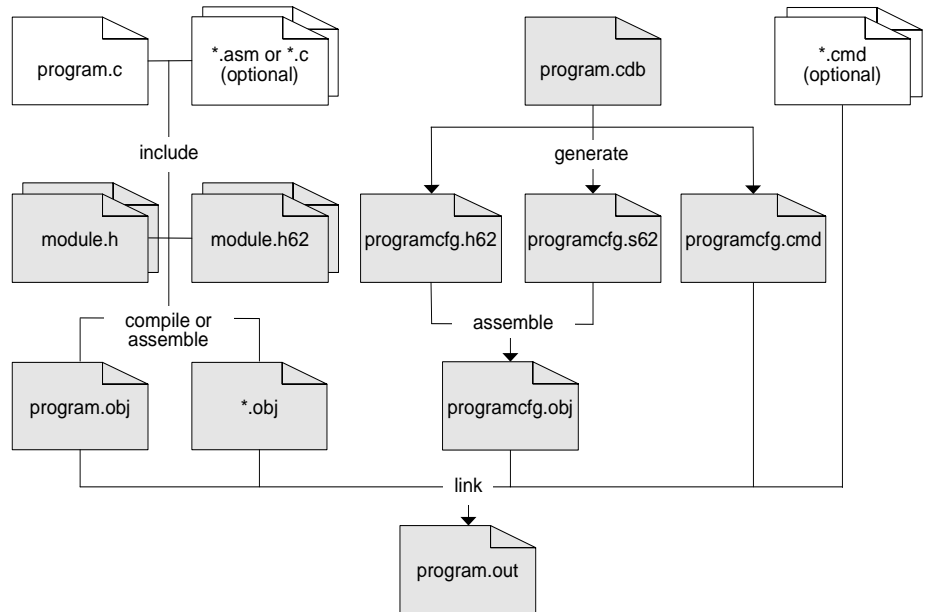 program.c
*.asm or *.c
(optional)
program.cdb
*.cmd
(optional)
include
generate
module.h
module.h62
programcfg.h62
programcfg.s62
programcfg.cmd
compile or
assemble
assemble
program.obj
*.obj
programcfg.obj
link
program.out